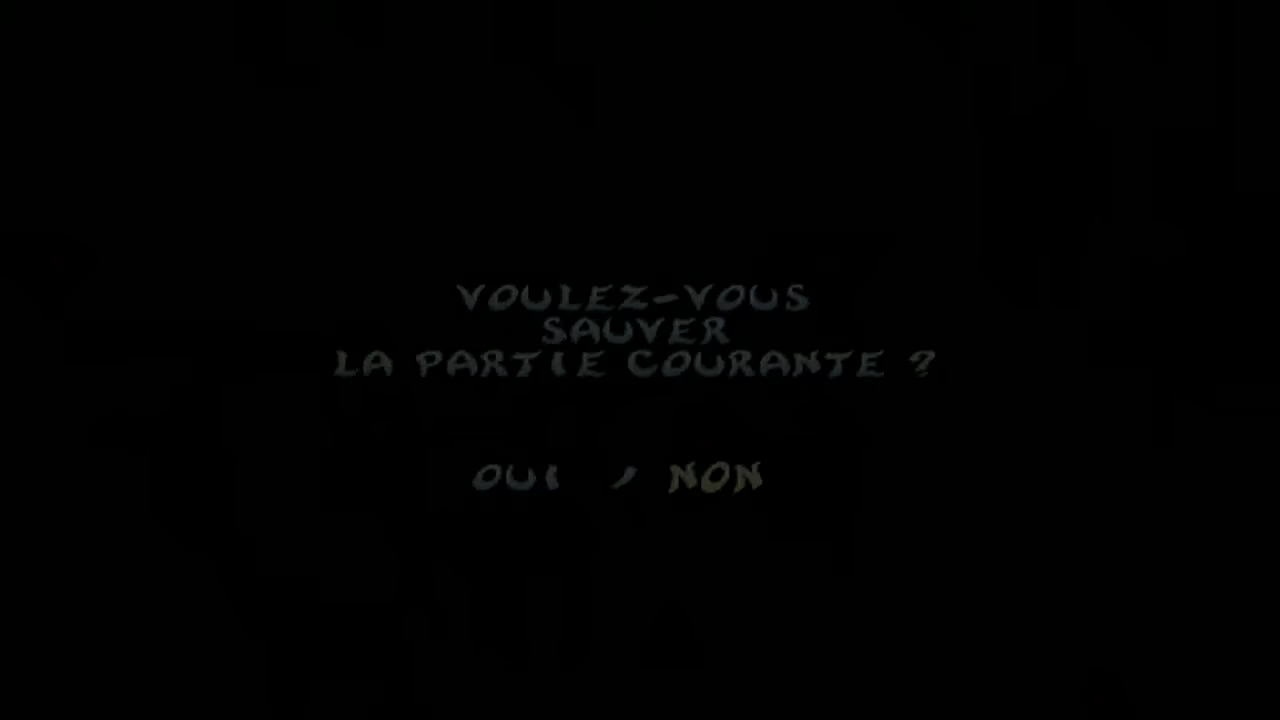 VOULEZ-VOUS
SAUVER
LA PARTIE COURANTE ?
OUI / NON